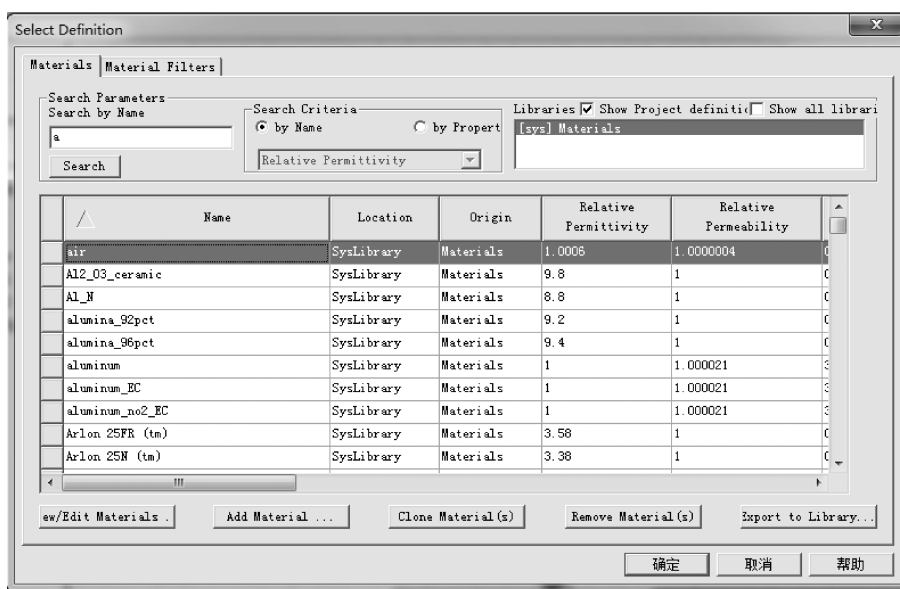 Select Definition
x
Materials Material Filters
Search Parameters
Search by Name
a
Search
Search Criteria
by Name by Propert
Relative Permittivity
Libraries Show Project definitic Show all librari
[sys] Materials
Name Location Origin Relative Permittivity Relative Permeability
air SysLibrary Materials 1.0006 1.0000004
Al2_O3_ceramic SysLibrary Materials 9.8 1
Al_N SysLibrary Materials 8.8 1
alumina_92pct SysLibrary Materials 9.2 1
alumina_96pct SysLibrary Materials 9.4 1
aluminum SysLibrary Materials 1 1.000021
aluminum_EC SysLibrary Materials 1 1.000021
aluminum_no2_EC SysLibrary Materials 1 1.000021
Arlon 25FR (tm) SysLibrary Materials 3.58 1
Arlon 25N (tm) SysLibrary Materials 3.38 1
ew/Edit Materials . Add Material ... Clone Material(s) Remove Material(s) Export to Library...
确定 取消 帮助